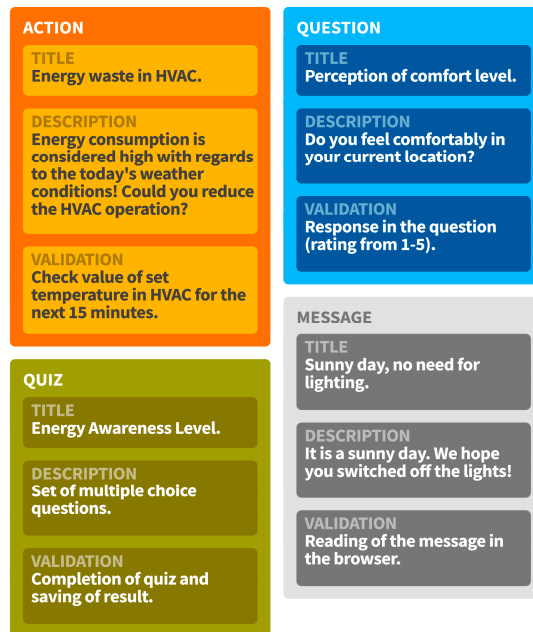 ACTION
TITLE
Energy waste in HVAC.
DESCRIPTION
Energy consumption is
considered high with regards
to the today's weather
conditions! Could you reduce
the HVAC operation?
VALIDATION
Check value of set
temperature in HVAC for the
next 15 minutes.
QUIZ
TITLE
Energy Awareness Level.
DESCRIPTION
Set of multiple choice
questions.
VALIDATION
Completion of quiz and
saving of result.
QUESTION
TITLE
Perception of comfort level.
DESCRIPTION
Do you feel comfortably in
your current location?
VALIDATION
Response in the question
(rating from 1-5).
MESSAGE
TITLE
Sunny day, no need for
lighting.
DESCRIPTION
It is a sunny day. We hope
you switched off the lights!
VALIDATION
Reading of the message in
the browser.